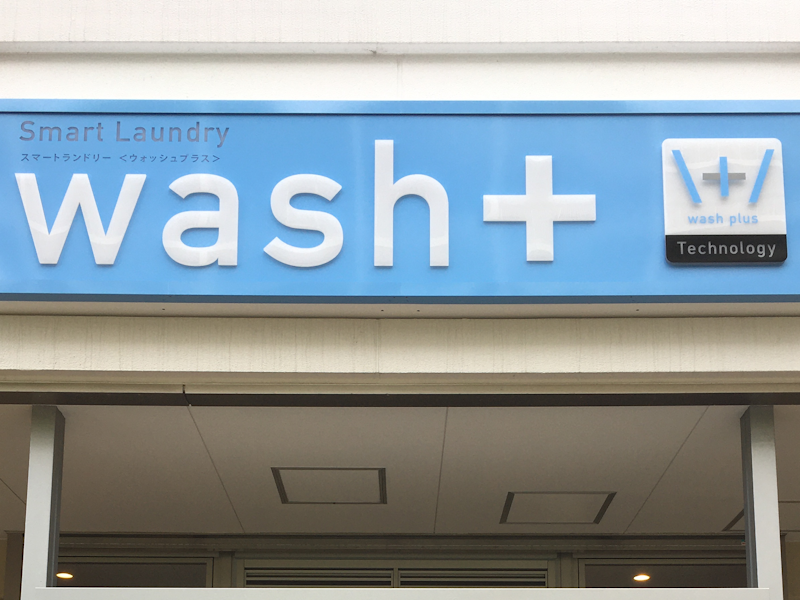 Smart Laundry
スマートランドリー <ウォッシュプラス>
wash+
wash plus
Technology